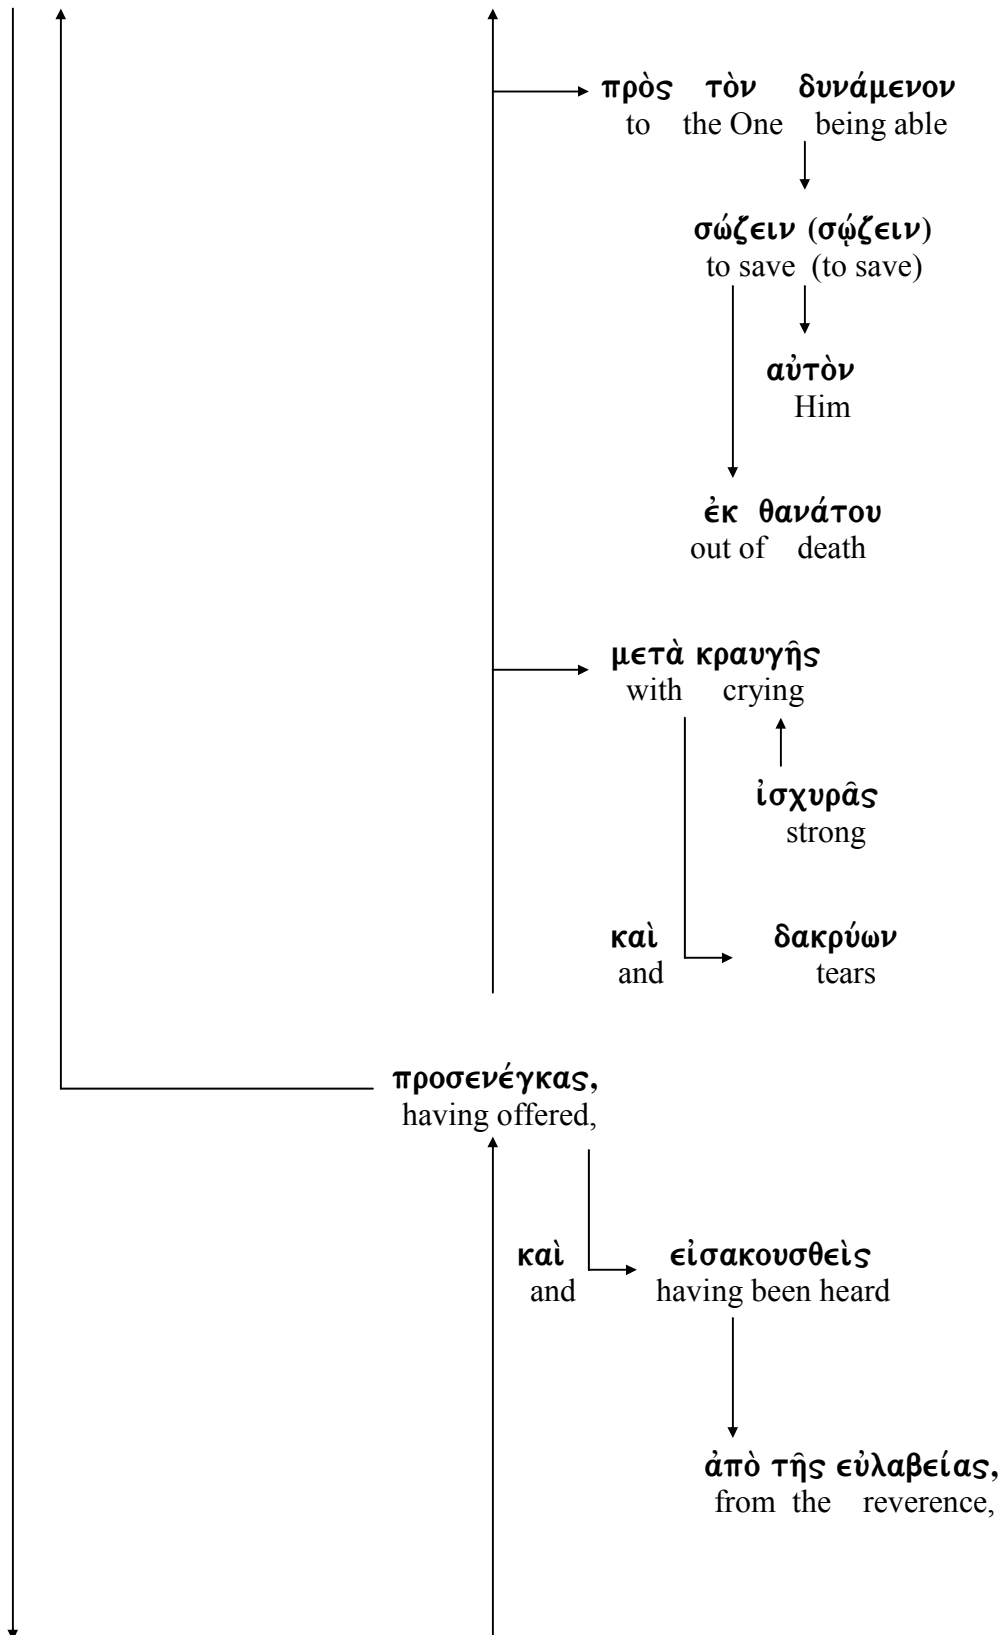 πρὸς τὸν δυνάμενον
to the One being able
σώζειν (σῴζειν)
to save (to save)
αὐτὸν
Him
ἐκ θανάτου
out of death
μετὰ κραυγῆς
with crying
ἰσχυρᾶς
strong
καὶ δακρύων
and tears
προσενέγκας,
having offered,
καὶ εἰσακουσθεὶς
and having been heard
ἀπὸ τῆς εὐλαβείας,
from the reverence,